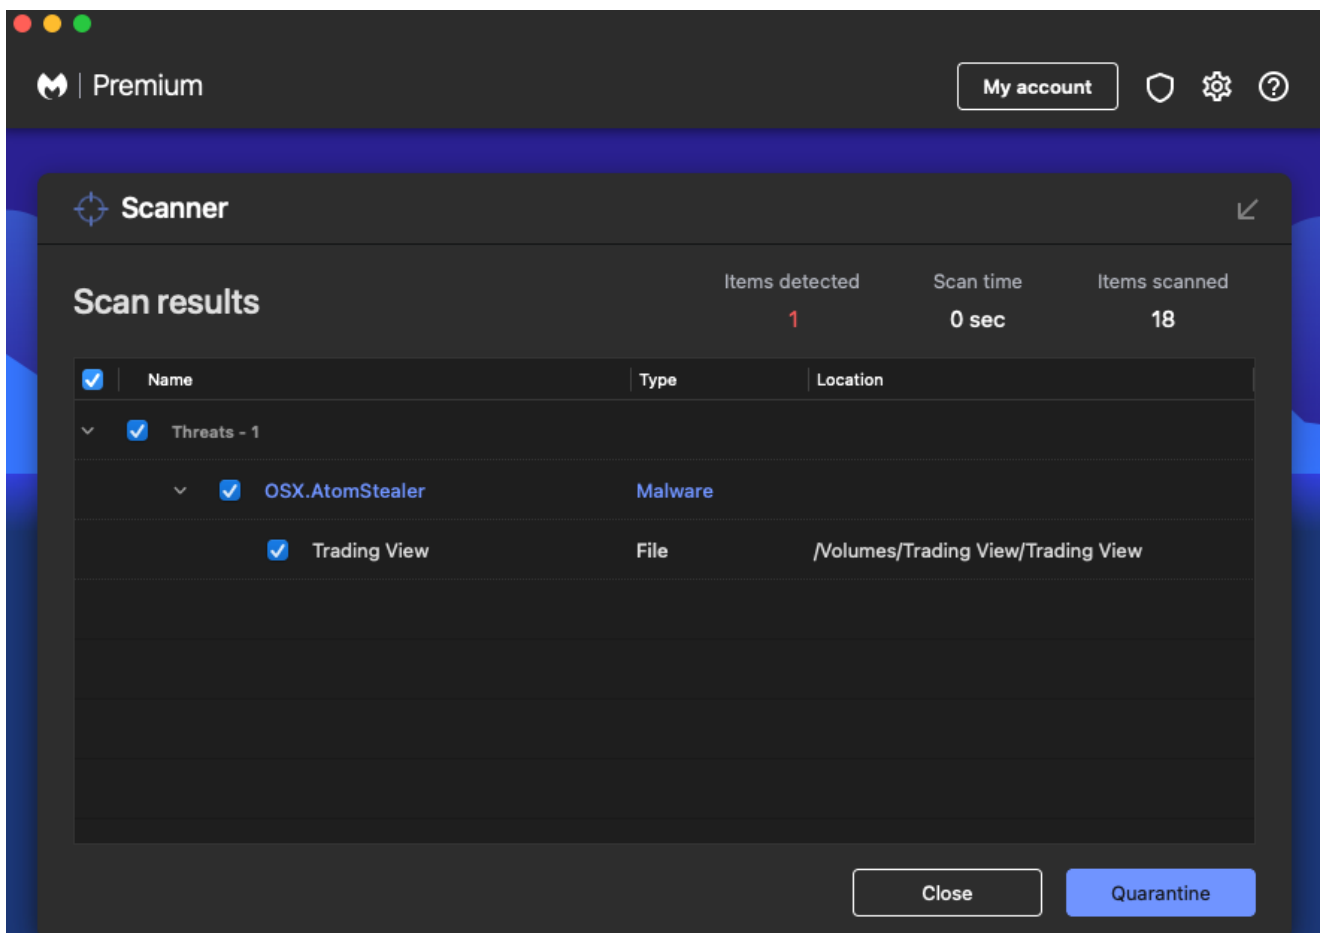 Premium
My account
Scanner
Scan results
Items detected
1
Scan time
0 sec
Items scanned
18
Name Type Location
Threats - 1
OSX.AtomStealer Malware
Trading View File /Volumes/Trading View/Trading View
Close Quarantine